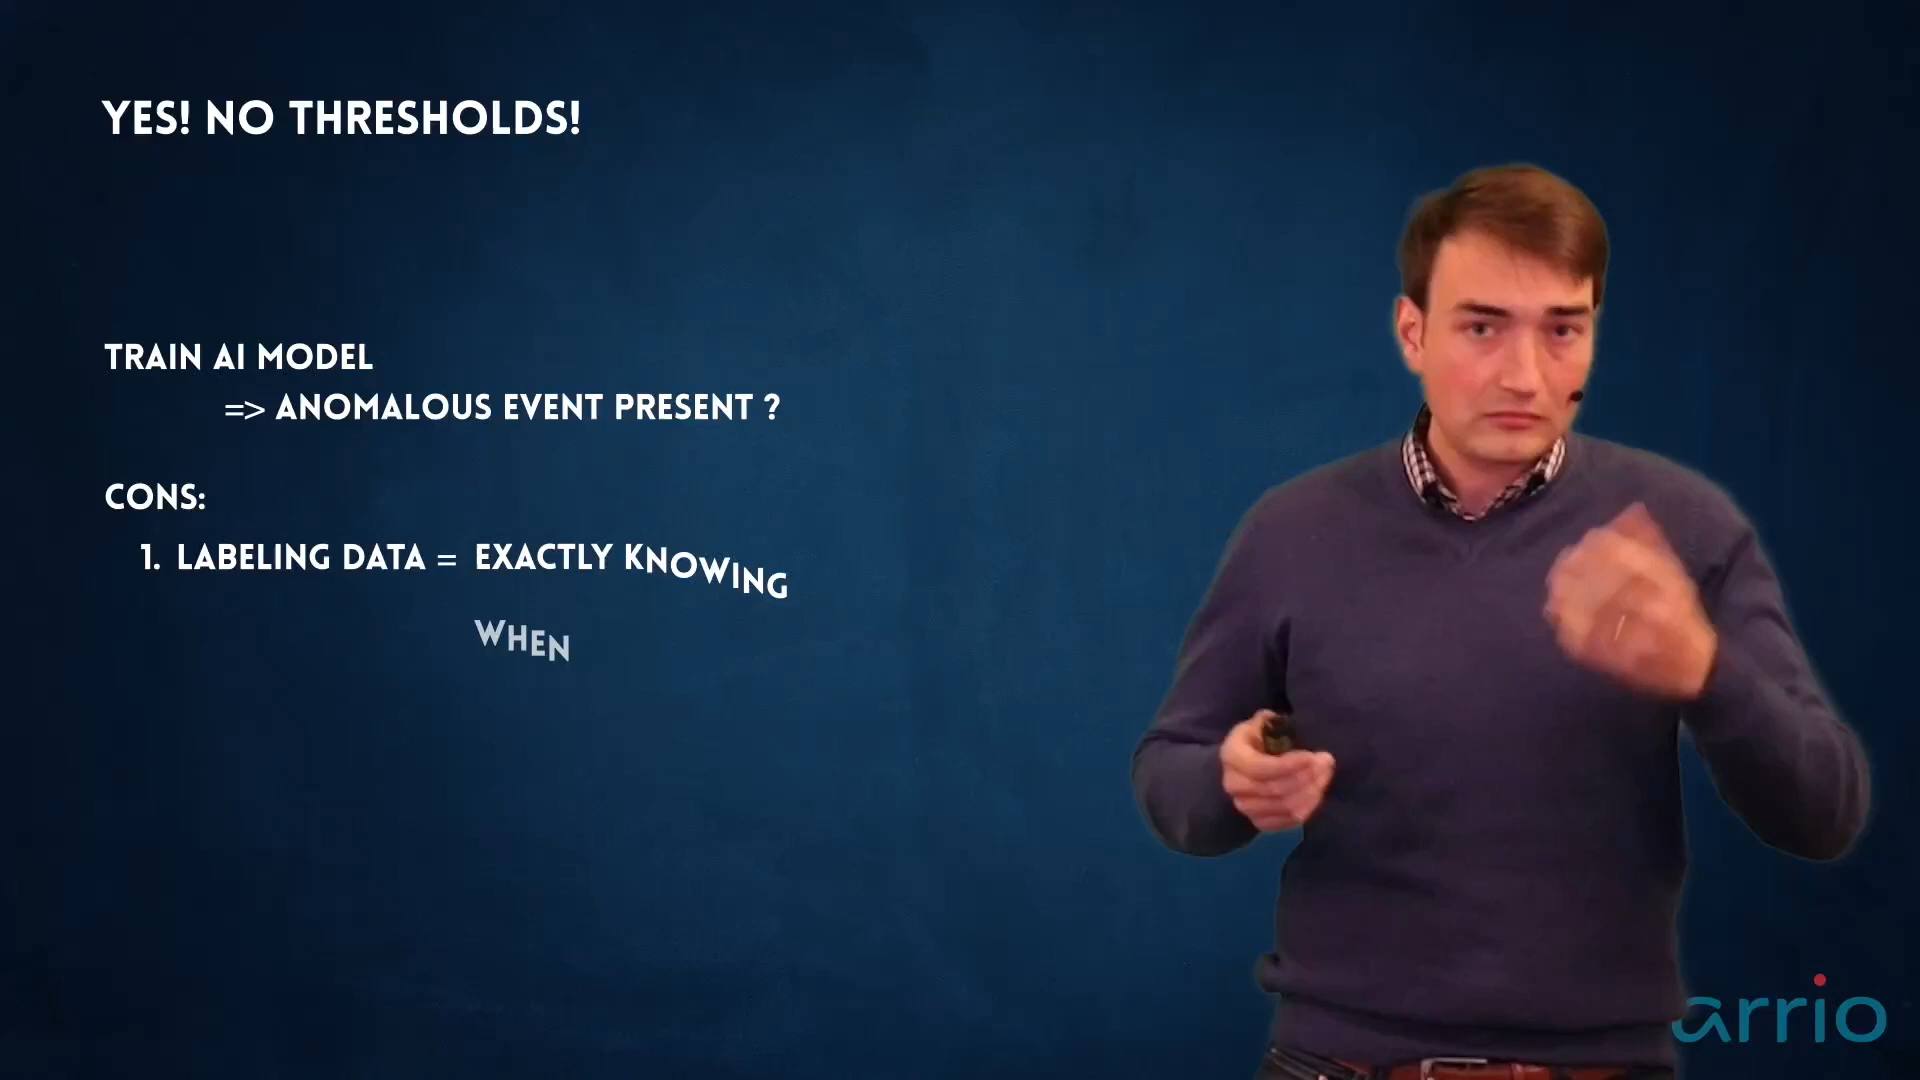 YES! NO THRESHOLDS!
TRAIN AI MODEL
=> ANOMALOUS EVENT PRESENT ?
CONS:
1. LABELING DATA = EXACTLY KNOWING
WHEN
arrio